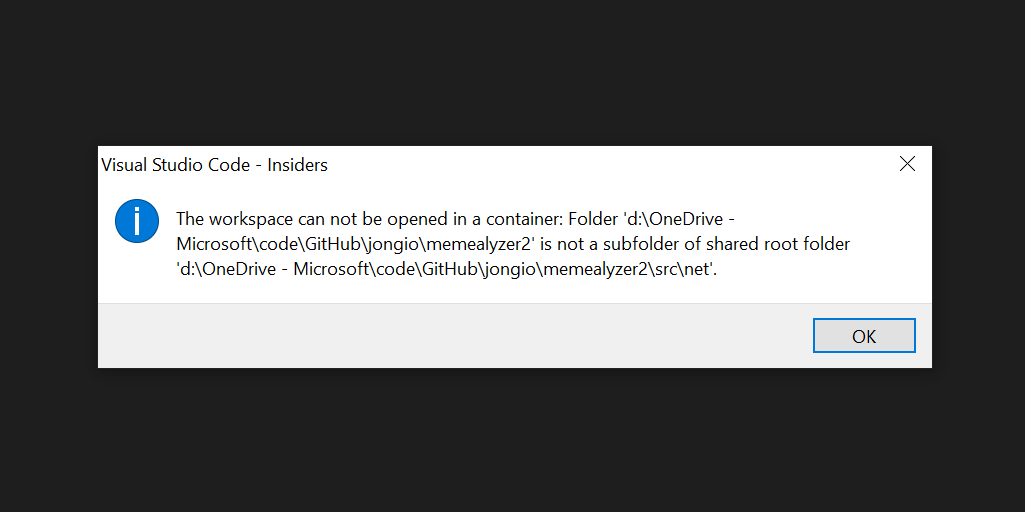 Visual Studio Code - Insiders
The workspace can not be opened in a container: Folder 'd:\OneDrive -
Microsoft\code\GitHub\jongio\memealyzer2' is not a subfolder of shared root folder
'd:\OneDrive - Microsoft\code\GitHub\jongio\memealyzer2\src\net'.
OK